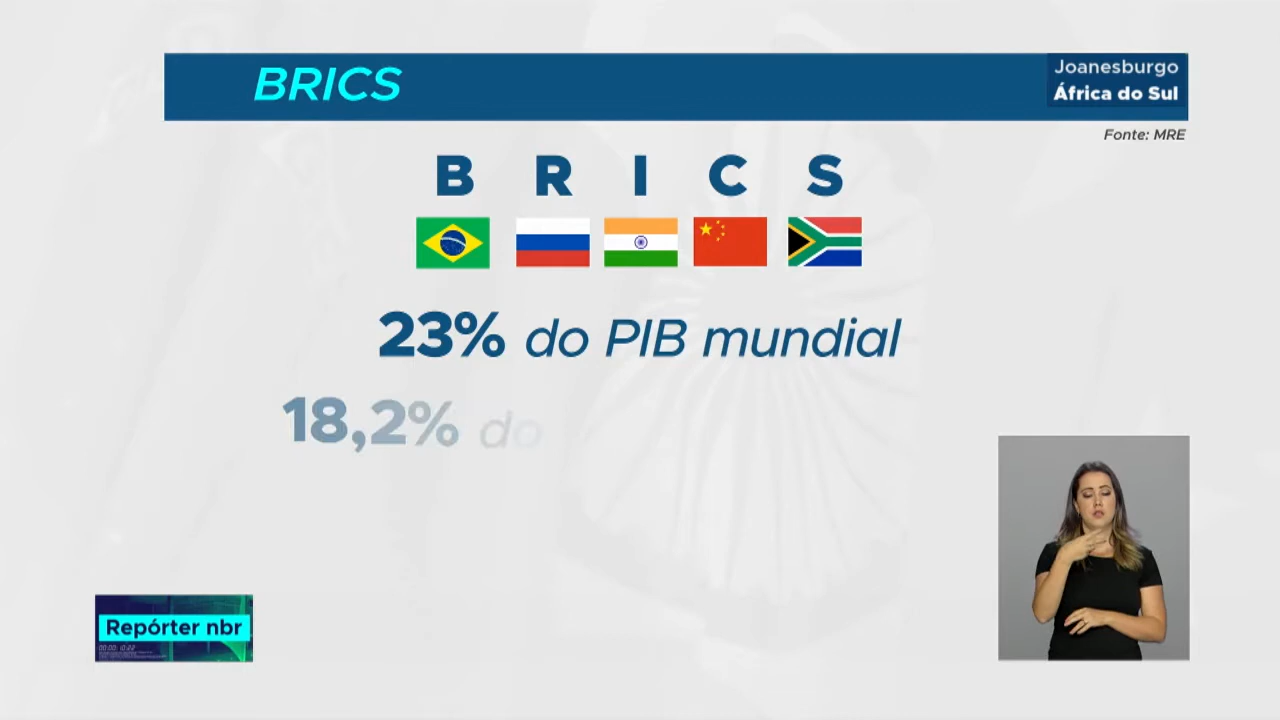 BRICS
Joanesburgo
África do Sul
Fonte: MRE
B R I C S
23% do PIB mundial
18,2% do
Repórter nbr